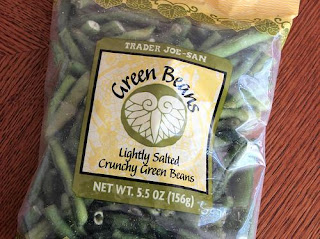 TRADER JOE-SAN
Green Beans
Lightly Salted
Crunchy Green Beans
NET WT. 5.5 OZ (156g)